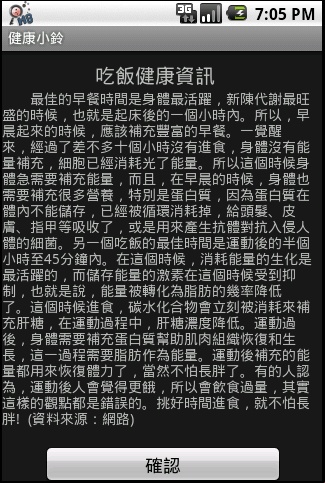 3G
7:05 PM
健康小鈴
吃飯健康資訊
最佳的早餐時間是身體最活躍，新陳代謝最旺
盛的時候，也就是起床後的一個小時內。所以，早
晨起來的時候，應該補充豐富的早餐。一覺醒
來，經過了差不多十個小時沒有進食，身體沒有能
量補充，細胞已經消耗光了能量。所以這個時候身
體急需要補充能量，而且，在早晨的時候，身體也
需要補充很多營養，特別是蛋白質，因為蛋白質在
體內不能儲存，已經被循環消耗掉，給頭髮、皮
膚、指甲等吸收了，或是用來產生抗體對抗入侵人
體的細菌。另一個吃飯的最佳時間是運動後的半個
小時至45分鐘內。在這個時候，消耗能量的生化是
最活躍的，而儲存能量的激素在這個時候受到抑
制，也就是說，能量被轉化為脂肪的幾率降低
了。這個時候進食，碳水化合物會立刻被消耗來補
充肝糖，在運動過程中，肝糖濃度降低。運動過
後，身體需要補充蛋白質幫助肌肉組織恢復和生
長，這一過程需要脂肪作為能量。運動後補充的能
量都用來恢復體力了，當然不怕長胖了。有的人認
為，運動後人會覺得更餓，所以會飲食過量，其實
這樣的觀點都是錯誤的。挑好時間進食，就不怕長
胖! (資料來源：網路)
確認